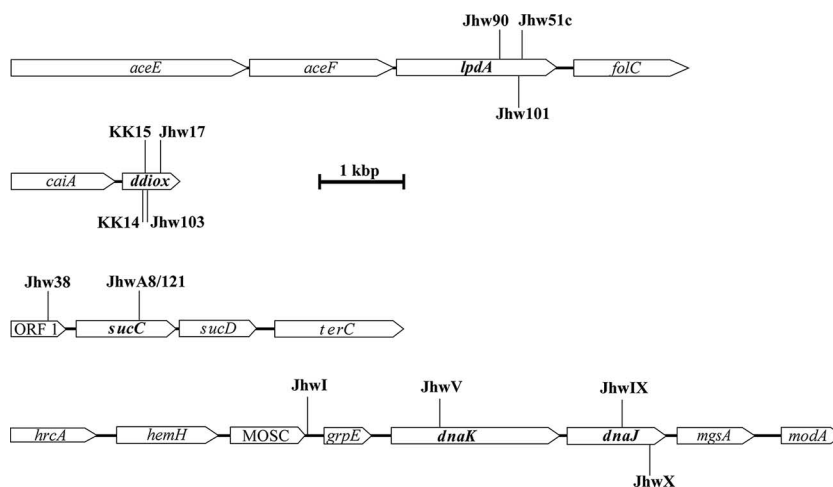 Jhw90 Jhw51c
aceE aceF lpdA folC
Jhw101
KK15 Jhw17
caiA ddiox 1 kbp
KK14 Jhw103
Jhw38 JhwA8/121
ORF 1 sucC sucD terC
JhwI JhwV JhwIX
hrcA hemH MOSC grpE dnaK dnaJ mgsA modA
JhwX